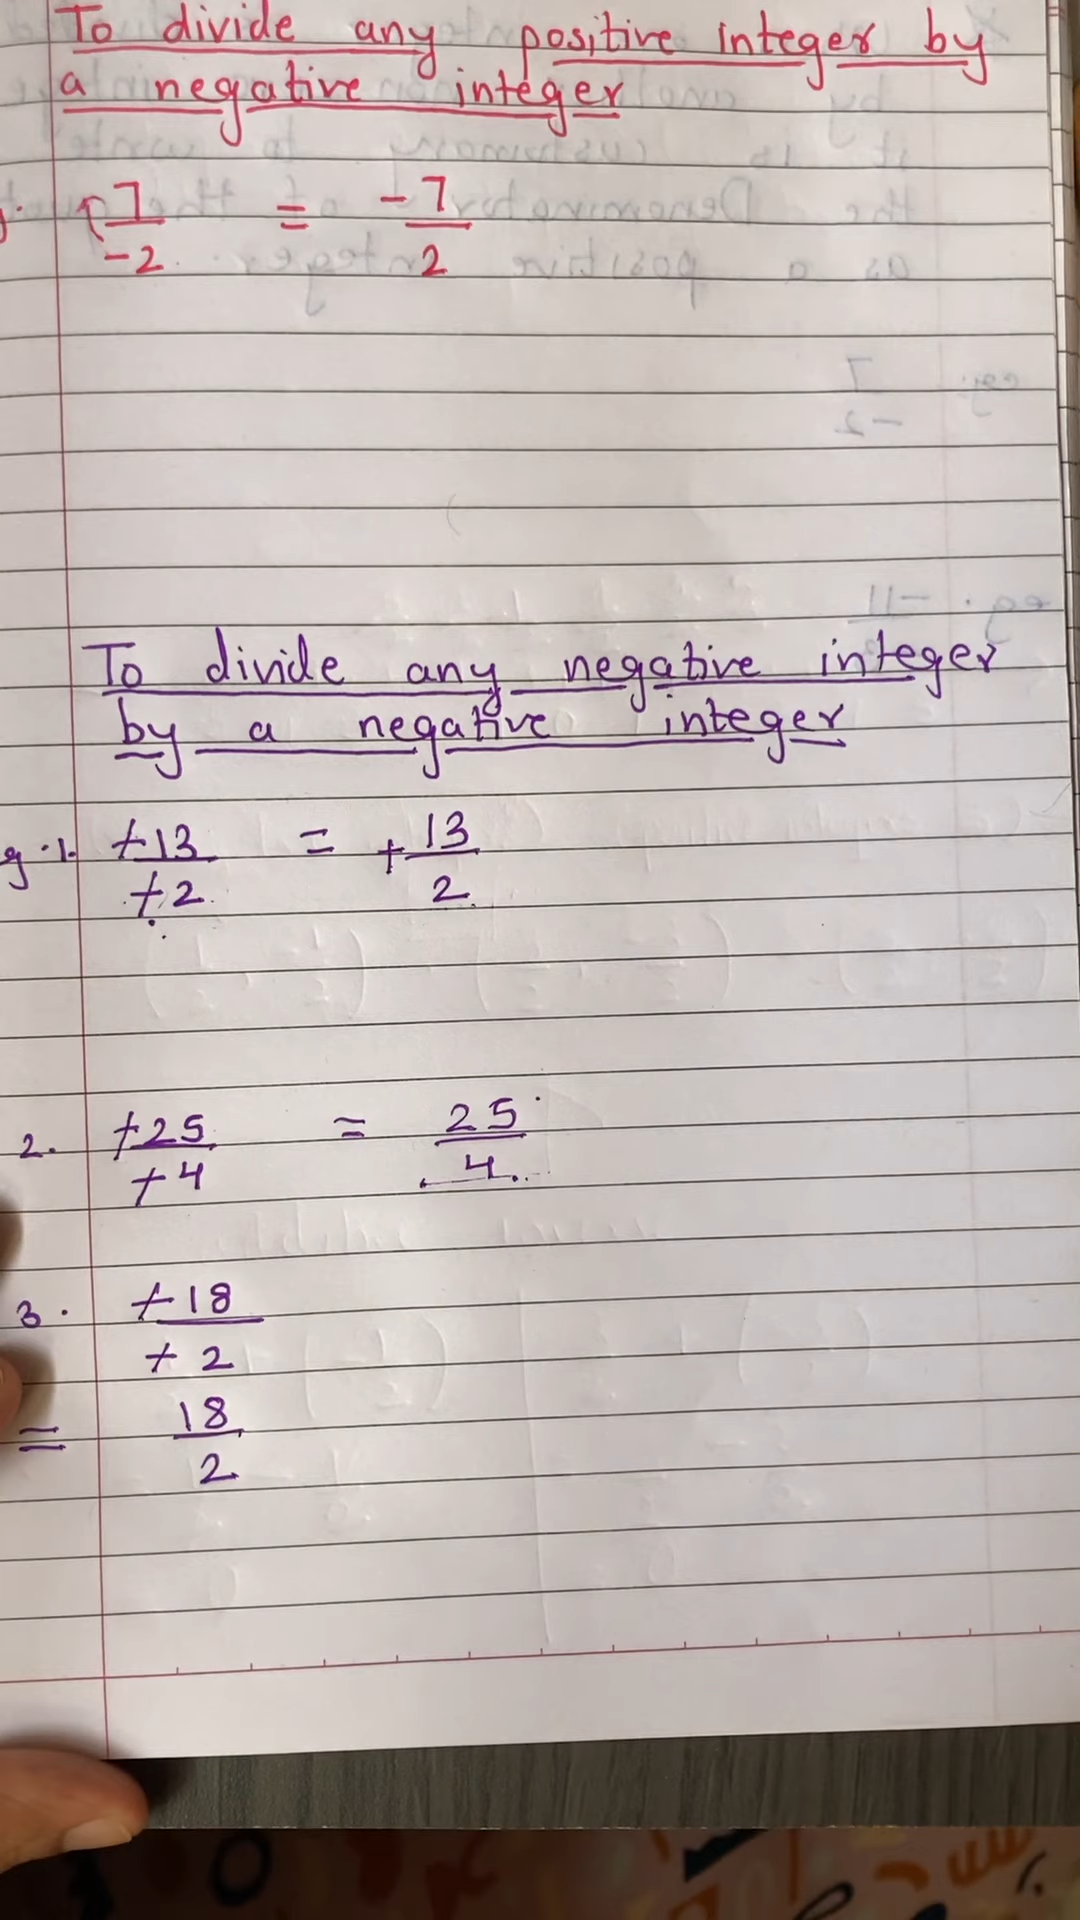 To divide any positive integer by
a negative integer
7/-2 = -7/2
To divide any negative integer
by a negative integer
g.1. +13/+2 = +13/2
2. +25/+4 = 25/4
3. +18/+2
= 18/2